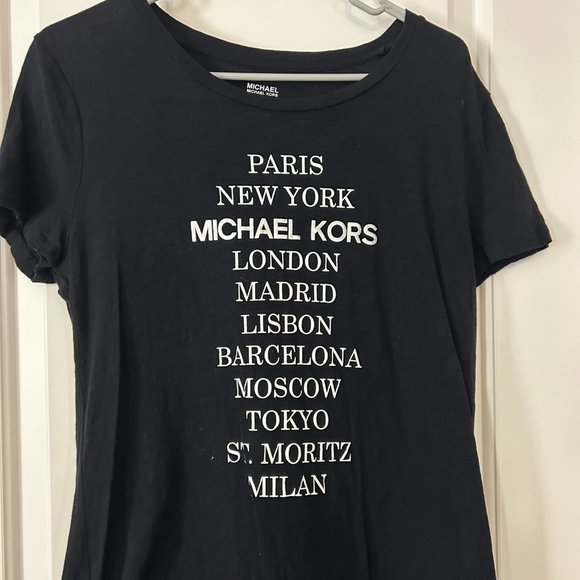 MICHAEL
MICHAEL KORS
PARIS
NEW YORK
MICHAEL KORS
LONDON
MADRID
LISBON
BARCELONA
MOSCOW
TOKYO
ST. MORITZ
MILAN